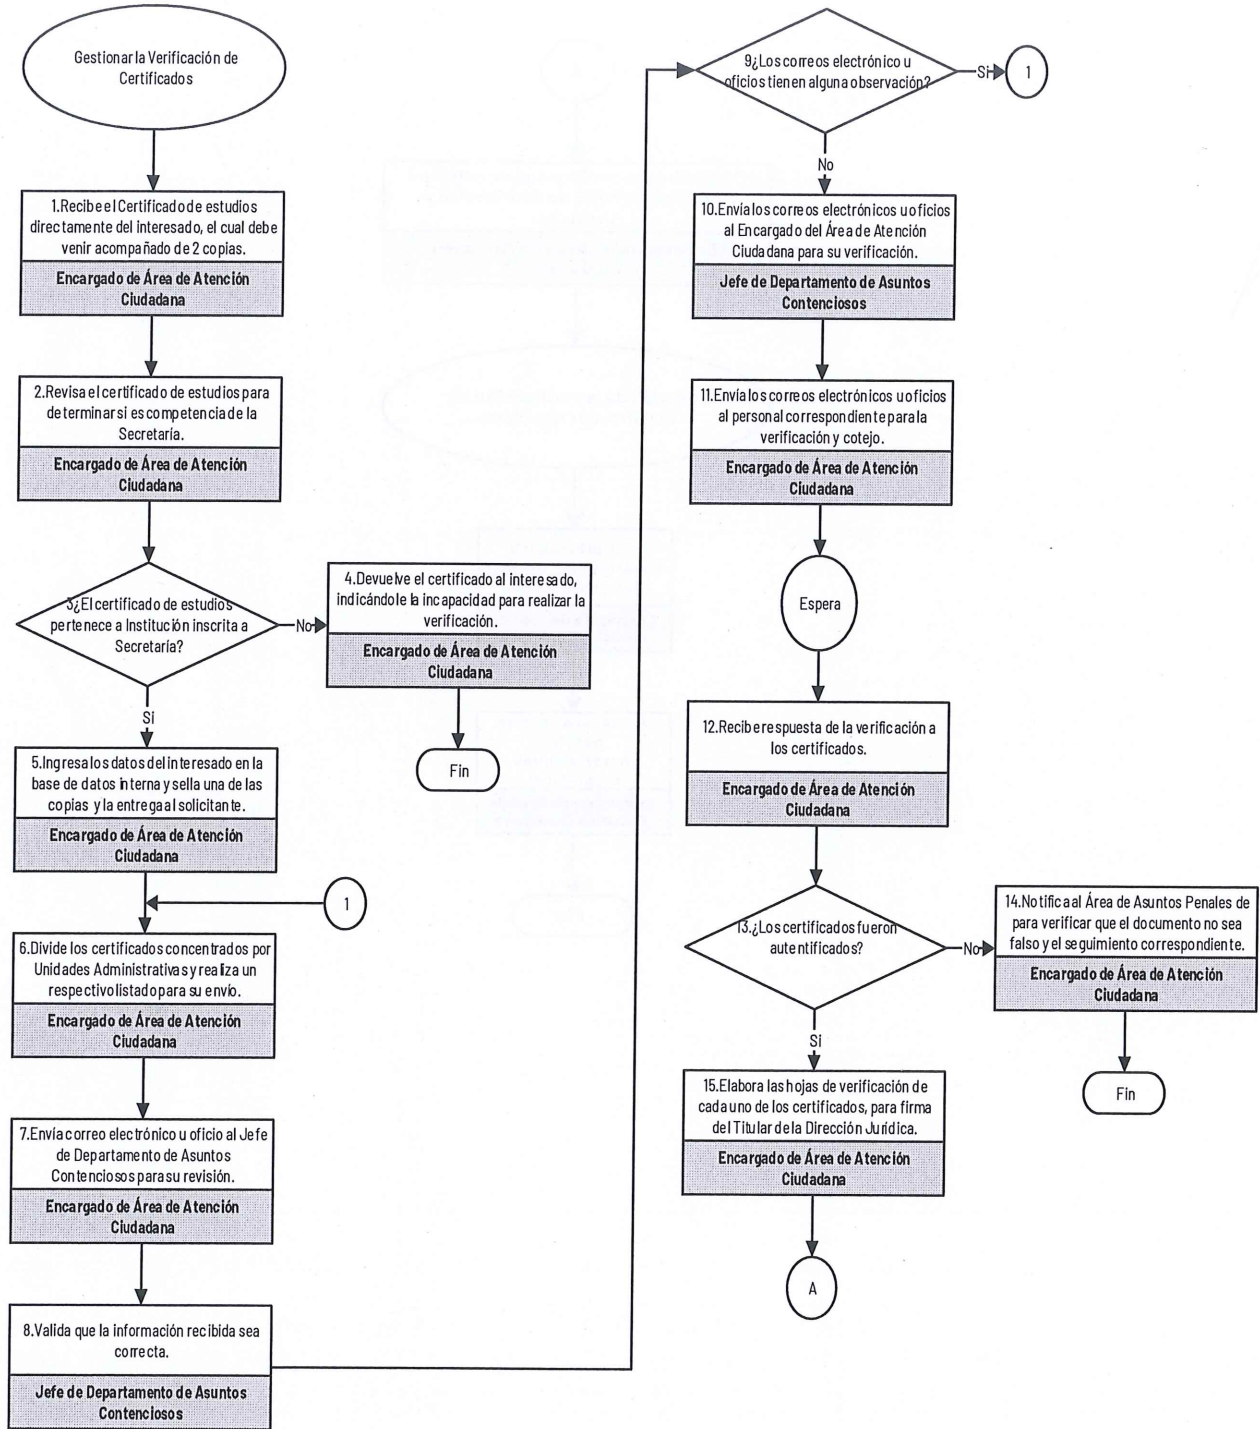 Gestionar la Verificación de
Certificados
1.Recibe el Certificado de estudios
directamente del interesado, el cual debe
venir acompañado de 2 copias.
Encargado de Área de Atención
Ciudadana
2.Revisa el certificado de estudios para
determinar si es competencia de la
Secretaría.
Encargado de Área de Atención
Ciudadana
3¿El certificado de estudios
pertenece a Institución inscrita a
Secretaría?
No
4.Devuelve el certificado al interesado,
indicándole la incapacidad para realizar la
verificación.
Encargado de Área de Atención
Ciudadana
Fin
Si
5.Ingresa los datos del interesado en la
base de datos interna y sella una de las
copias y la entrega al solicitante.
Encargado de Área de Atención
Ciudadana
1
6.Divide los certificados concentrados por
Unidades Administrativas y realiza un
respectivo listado para su envío.
Encargado de Área de Atención
Ciudadana
7.Envía correo electrónico u oficio al Jefe
de Departamento de Asuntos
Contenciosos para su revisión.
Encargado de Área de Atención
Ciudadana
8.Valida que la información recibida sea
correcta.
Jefe de Departamento de Asuntos
Contenciosos
9¿Los correos electrónico u
oficios tienen alguna observación?
Si
1
No
10.Envía los correos electrónicos u oficios
al Encargado del Área de Atención
Ciudadana para su verificación.
Jefe de Departamento de Asuntos
Contenciosos
11.Envía los correos electrónicos u oficios
al personal correspondiente para la
verificación y cotejo.
Encargado de Área de Atención
Ciudadana
Espera
12.Recibe respuesta de la verificación a
los certificados.
Encargado de Área de Atención
Ciudadana
13.¿Los certificados fueron
autentificados?
No
14.Notifica al Área de Asuntos Penales de
para verificar que el documento no sea
falso y el seguimiento correspondiente.
Encargado de Área de Atención
Ciudadana
Fin
Si
15.Elabora las hojas de verificación de
cada uno de los certificados, para firma
del Titular de la Dirección Jurídica.
Encargado de Área de Atención
Ciudadana
A